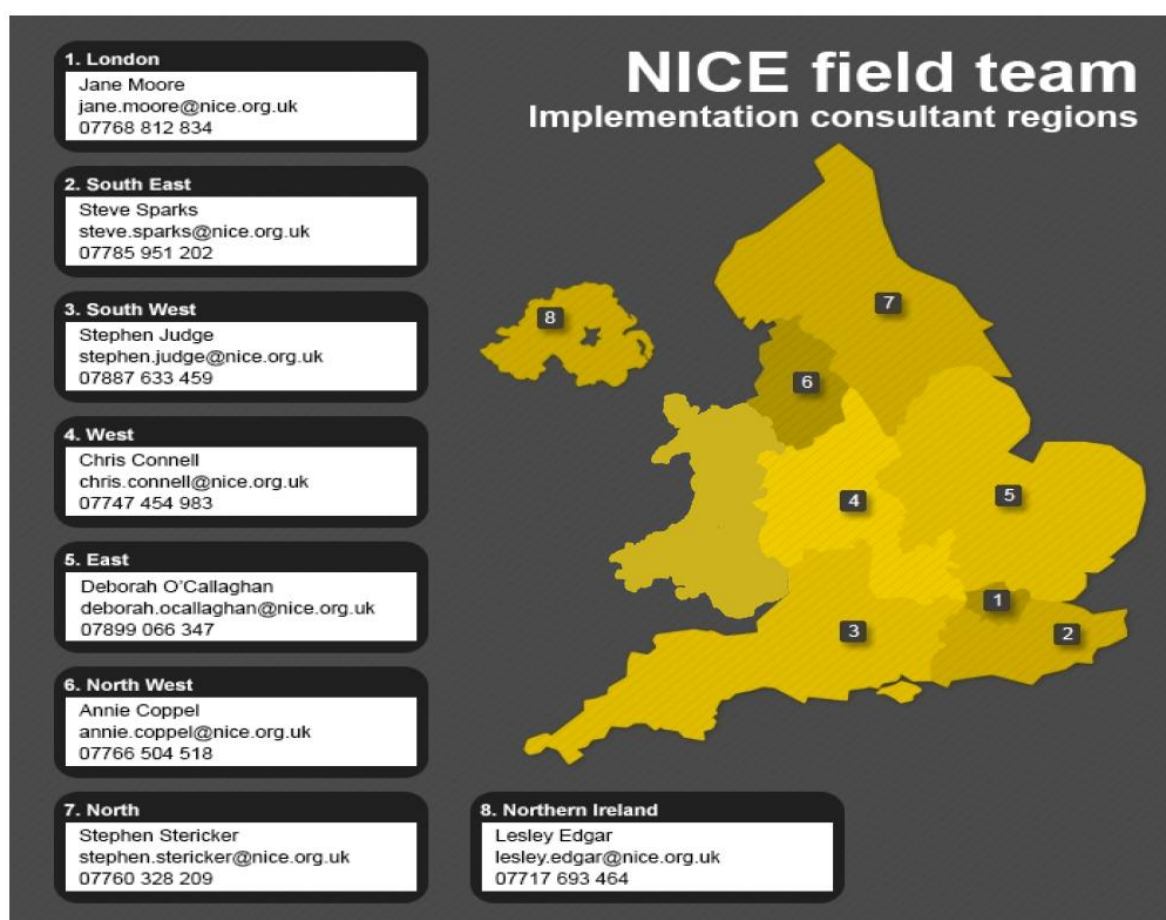 NICE field team
Implementation consultant regions
1. London
Jane Moore
jane.moore@nice.org.uk
07768 812 834
2. South East
Steve Sparks
steve.sparks@nice.org.uk
07785 951 202
3. South West
Stephen Judge
stephen.judge@nice.org.uk
07887 633 459
4. West
Chris Connell
chris.connell@nice.org.uk
07747 454 983
5. East
Deborah O'Callaghan
deborah.ocallaghan@nice.org.uk
07899 066 347
6. North West
Annie Coppel
annie.coppel@nice.org.uk
07766 504 518
7. North
Stephen Stericker
stephen.stericker@nice.org.uk
07760 328 209
8. Northern Ireland
Lesley Edgar
lesley.edgar@nice.org.uk
07717 693 464
7
8
6
4
5
1
3
2